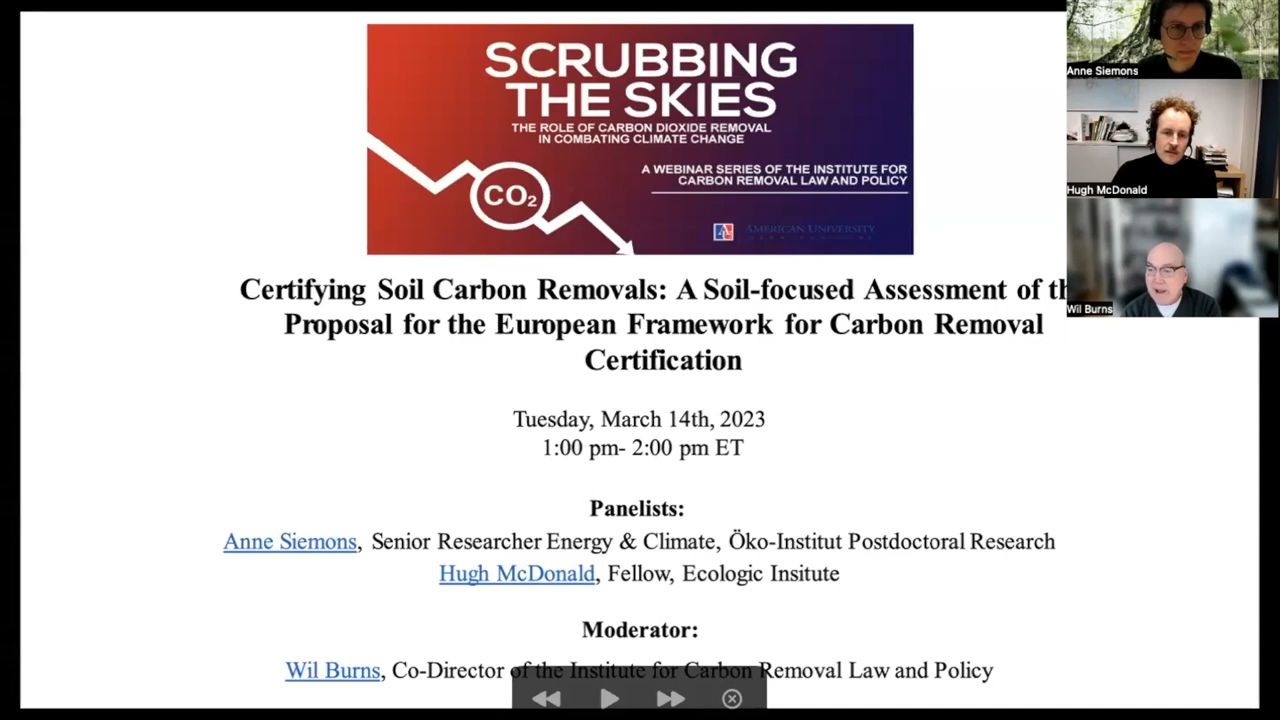 SCRUBBING
THE SKIES
THE ROLE OF CARBON DIOXIDE REMOVAL
IN COMBATING CLIMATE CHANGE
A WEBINAR SERIES OF THE INSTITUTE FOR
CARBON REMOVAL LAW AND POLICY
CO2
AMERICAN UNIVERSITY
Anne Siemons
Hugh McDonald
Wil Burns
Certifying Soil Carbon Removals: A Soil-focused Assessment of th
Proposal for the European Framework for Carbon Removal
Certification
Tuesday, March 14th, 2023
1:00 pm- 2:00 pm ET
Panelists:
Anne Siemons, Senior Researcher Energy & Climate, Öko-Institut Postdoctoral Research
Hugh McDonald, Fellow, Ecologic Insitute
Moderator:
Wil Burns, Co-Director of the Institute for Carbon Removal Law and Policy